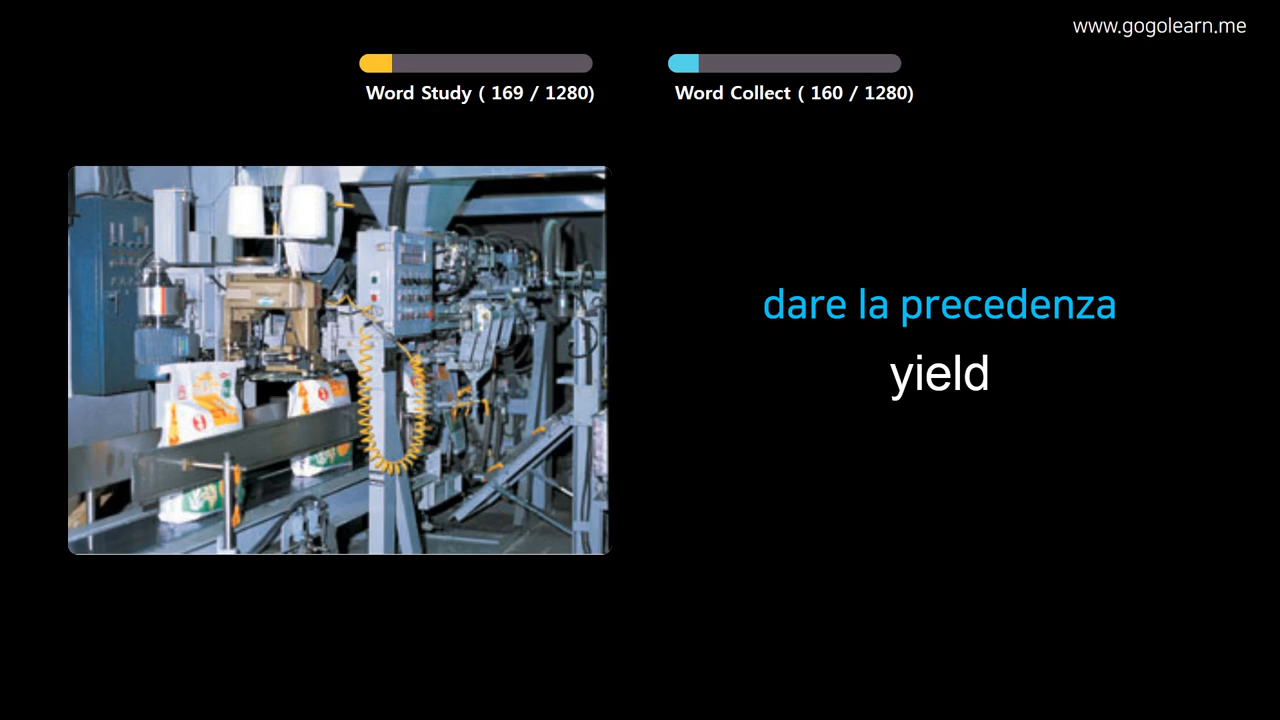 www.gogolearn.me
Word Study ( 169 / 1280)
Word Collect ( 160 / 1280)
dare la precedenza
yield